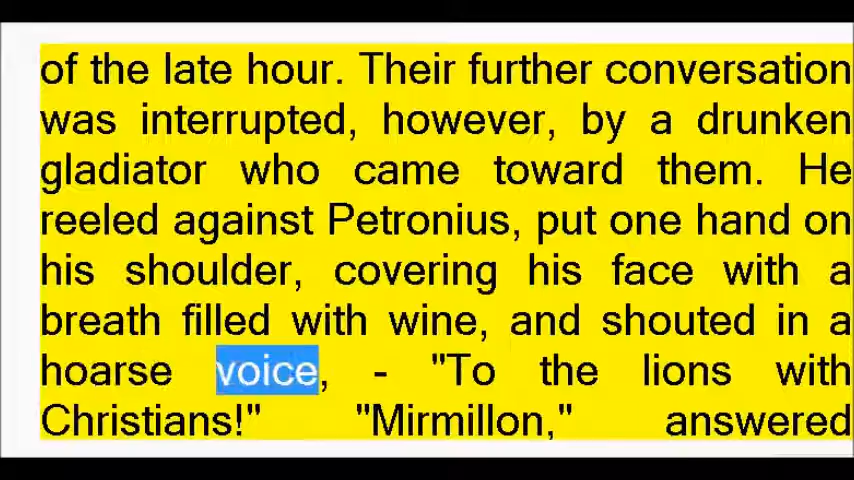 of the late hour. Their further conversation
was interrupted, however, by a drunken
gladiator who came toward them. He
reeled against Petronius, put one hand on
his shoulder, covering his face with a
breath filled with wine, and shouted in a
hoarse voice, - "To the lions with
Christians!" "Mirmillon," answered